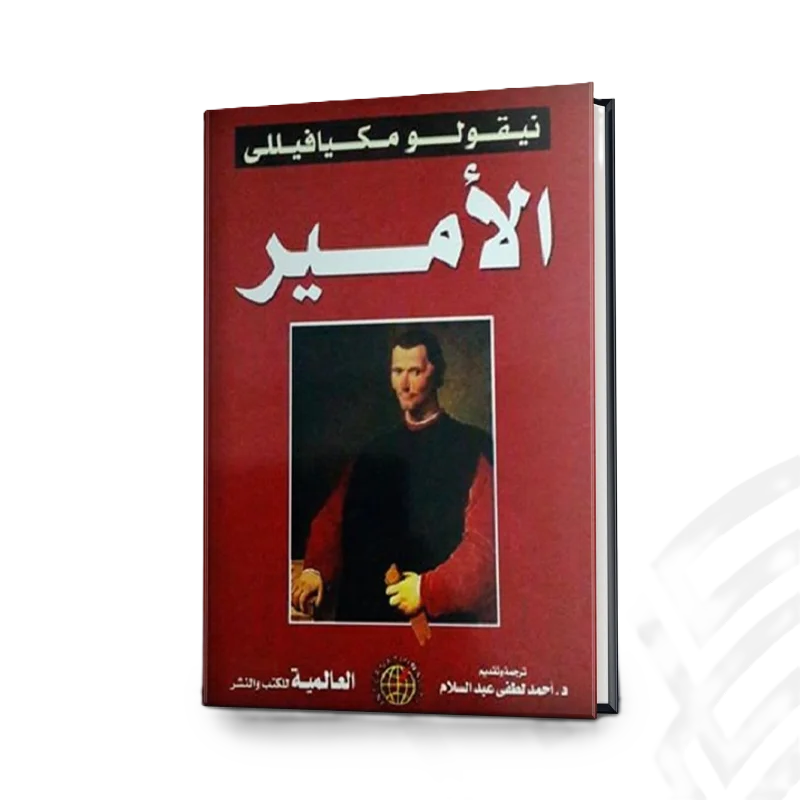 نيقولو مكيافيللى
الأمير
ترجمة وتقديم
د. أحمد لطفى عبد السلام
العالمية للكتب والنشر